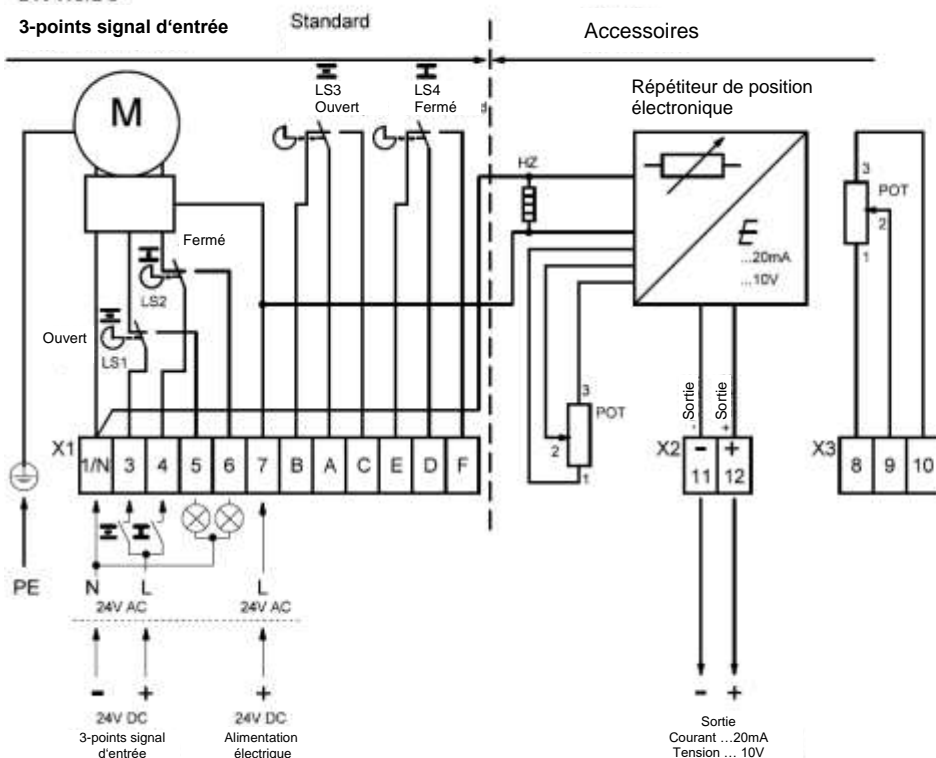 3-points signal d'entrée
Standard
Accessoires
M
LS3
Ouvert
LS4
Fermé
Répétiteur de position
électronique
HZ
3
POT
2
1
E
...20mA
...10V
Fermé
LS2
Ouvert
LS1
3
POT
2
1
- Sortie
+ Sortie
X1
1/N 3 4 5 6 7 B A C E D F
X2
- +
11 12
X3
8 9 10
PE
N
L
24V AC
L
24V AC
- +
24V DC
3-points signal
d'entrée
+
24V DC
Alimentation
électrique
- +
Sortie
Courant ...20mA
Tension ... 10V